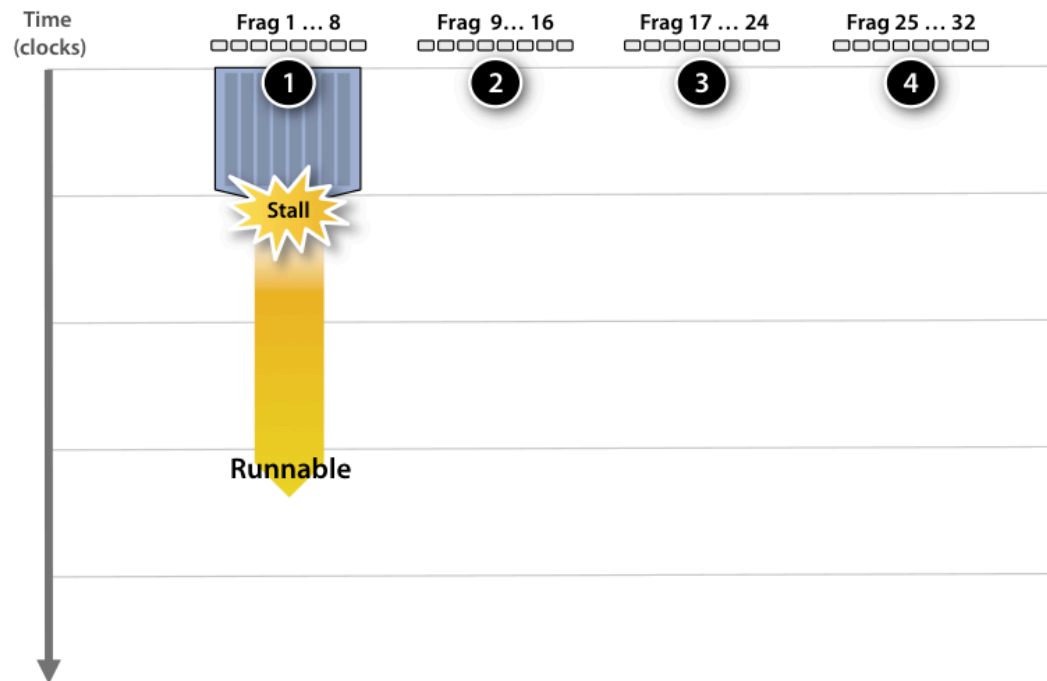 Time
(clocks)
Frag 1 … 8
Frag 9… 16
Frag 17 … 24
Frag 25 … 32
1
2
3
4
Stall
Runnable